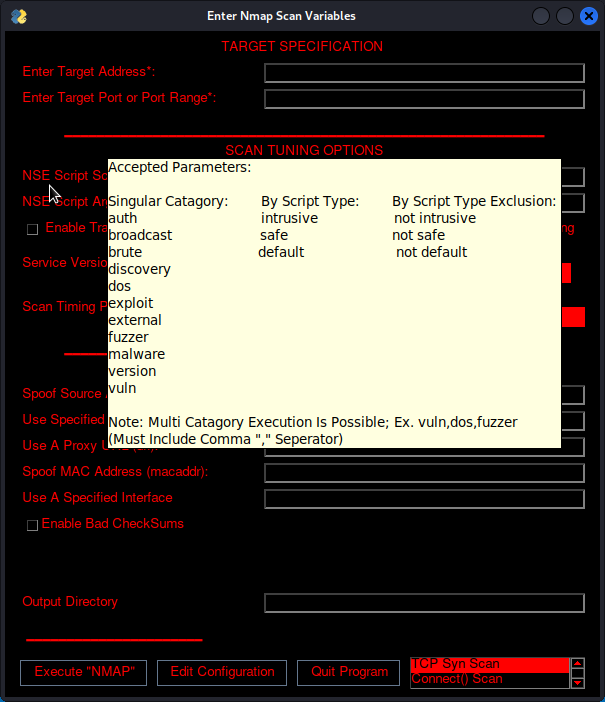 Enter Nmap Scan Variables
TARGET SPECIFICATION
Enter Target Address*:
Enter Target Port or Port Range*:
SCAN TUNING OPTIONS
NSE Script
NSE Script
Accepted Parameters:
Singular Catagory: By Script Type: By Script Type Exclusion:
auth intrusive not intrusive
broadcast safe not safe
brute default not default
discovery
dos
exploit
external
fuzzer
malware
version
vuln
Note: Multi Catagory Execution Is Possible; Ex. vuln,dos,fuzzer
(Must Include Comma "," Seperator)
Enable
Service
Scan Timing
Spoof Source
Use Specified
Use A Proxy
Spoof MAC Address (macaddr):
Use A Specified Interface
Enable Bad CheckSums
Output Directory
Execute "NMAP" Edit Configuration Quit Program
TCP Syn Scan
Connect() Scan